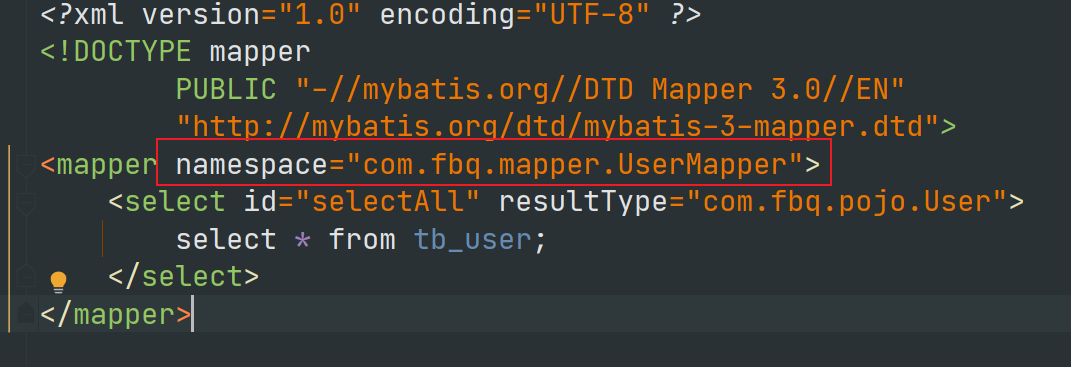 <?xml version="1.0" encoding="UTF-8" ?>
<!DOCTYPE mapper
        PUBLIC "-//mybatis.org//DTD Mapper 3.0//EN"
        "http://mybatis.org/dtd/mybatis-3-mapper.dtd">
<mapper namespace="com.fbq.mapper.UserMapper">
    <select id="selectAll" resultType="com.fbq.pojo.User">
        select * from tb_user;
    </select>
</mapper>